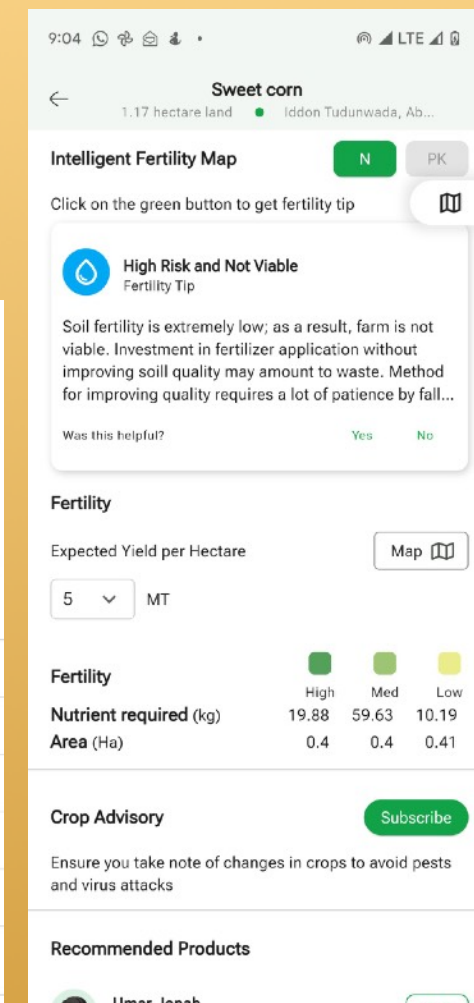 9:04
LTE
Sweet corn
1.17 hectare land Iddon Tudunwada, Ab...
Intelligent Fertility Map N PK
Click on the green button to get fertility tip
High Risk and Not Viable
Fertility Tip
Soil fertility is extremely low; as a result, farm is not
viable. Investment in fertilizer application without
improving soill quality may amount to waste. Method
for improving quality requires a lot of patience by fall...
Was this helpful? Yes No
Fertility
Expected Yield per Hectare Map
5 MT
Fertility High Med Low
Nutrient required (kg) 19.88 59.63 10.19
Area (Ha) 0.4 0.4 0.41
Crop Advisory Subscribe
Ensure you take note of changes in crops to avoid pests
and virus attacks
Recommended Products